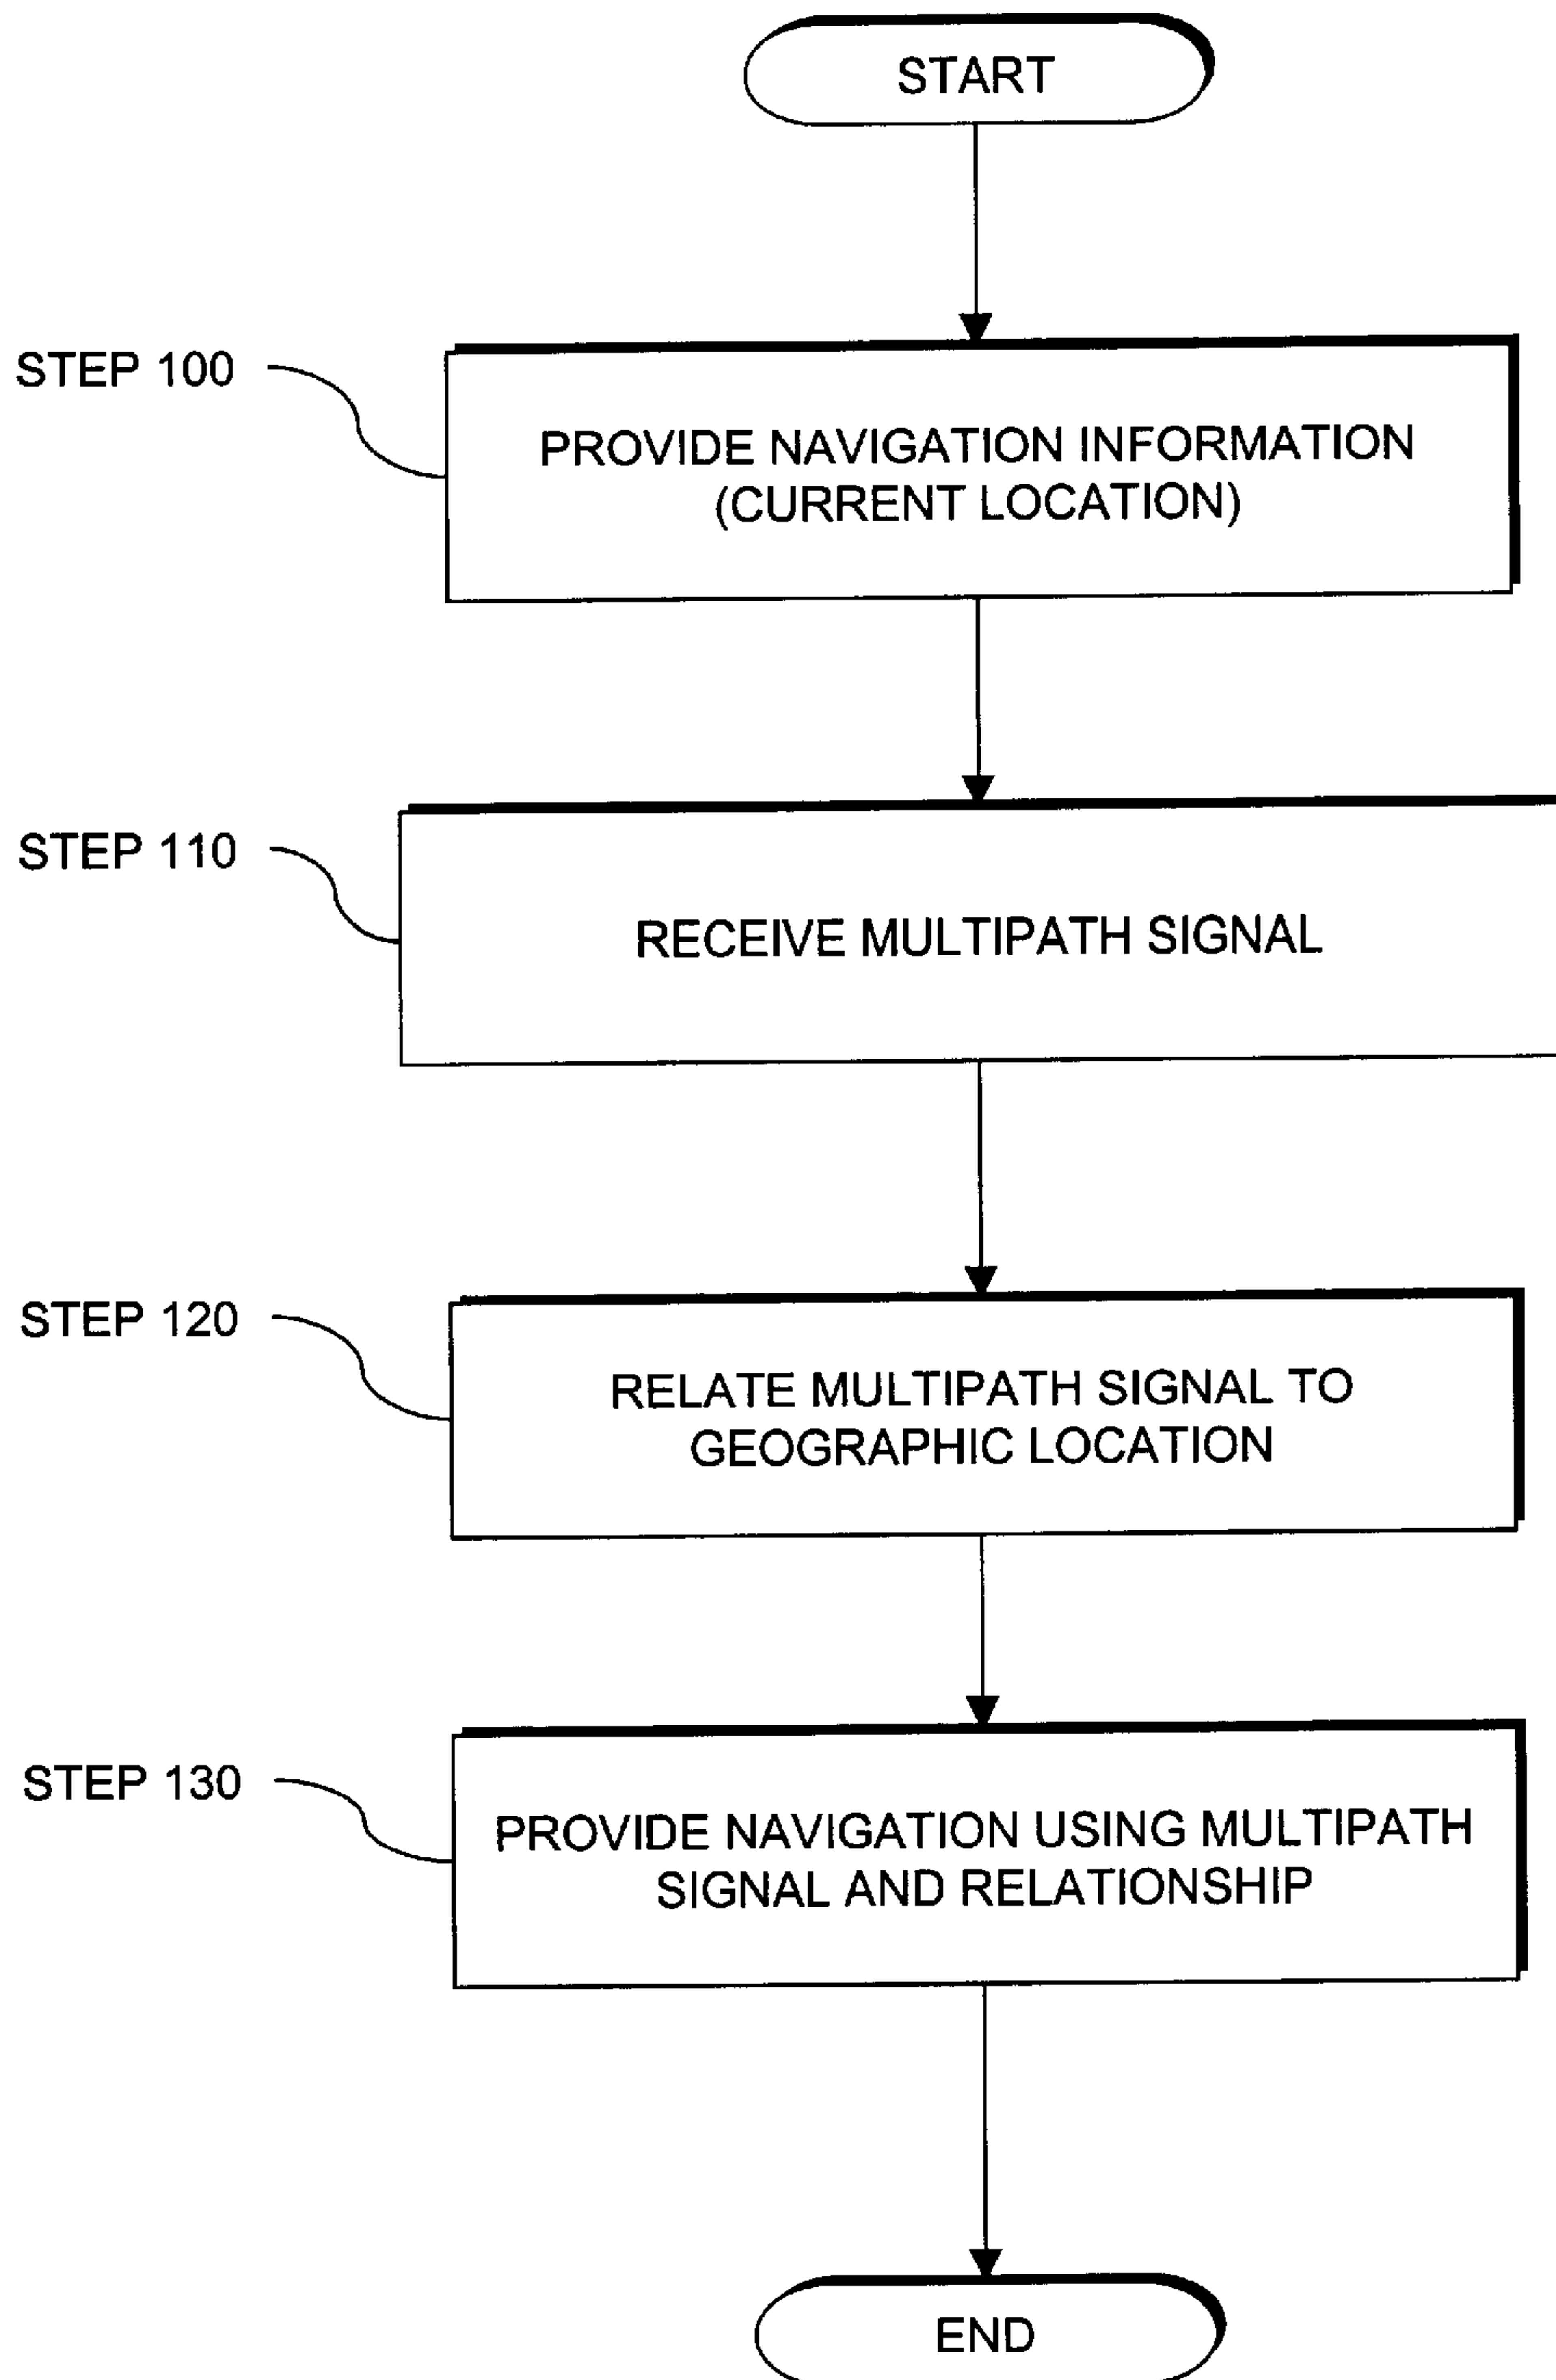 START
STEP 100
PROVIDE NAVIGATION INFORMATION
(CURRENT LOCATION)
STEP 110
RECEIVE MULTIPATH SIGNAL
STEP 120
RELATE MULTIPATH SIGNAL TO
GEOGRAPHIC LOCATION
STEP 130
PROVIDE NAVIGATION USING MULTIPATH
SIGNAL AND RELATIONSHIP
END